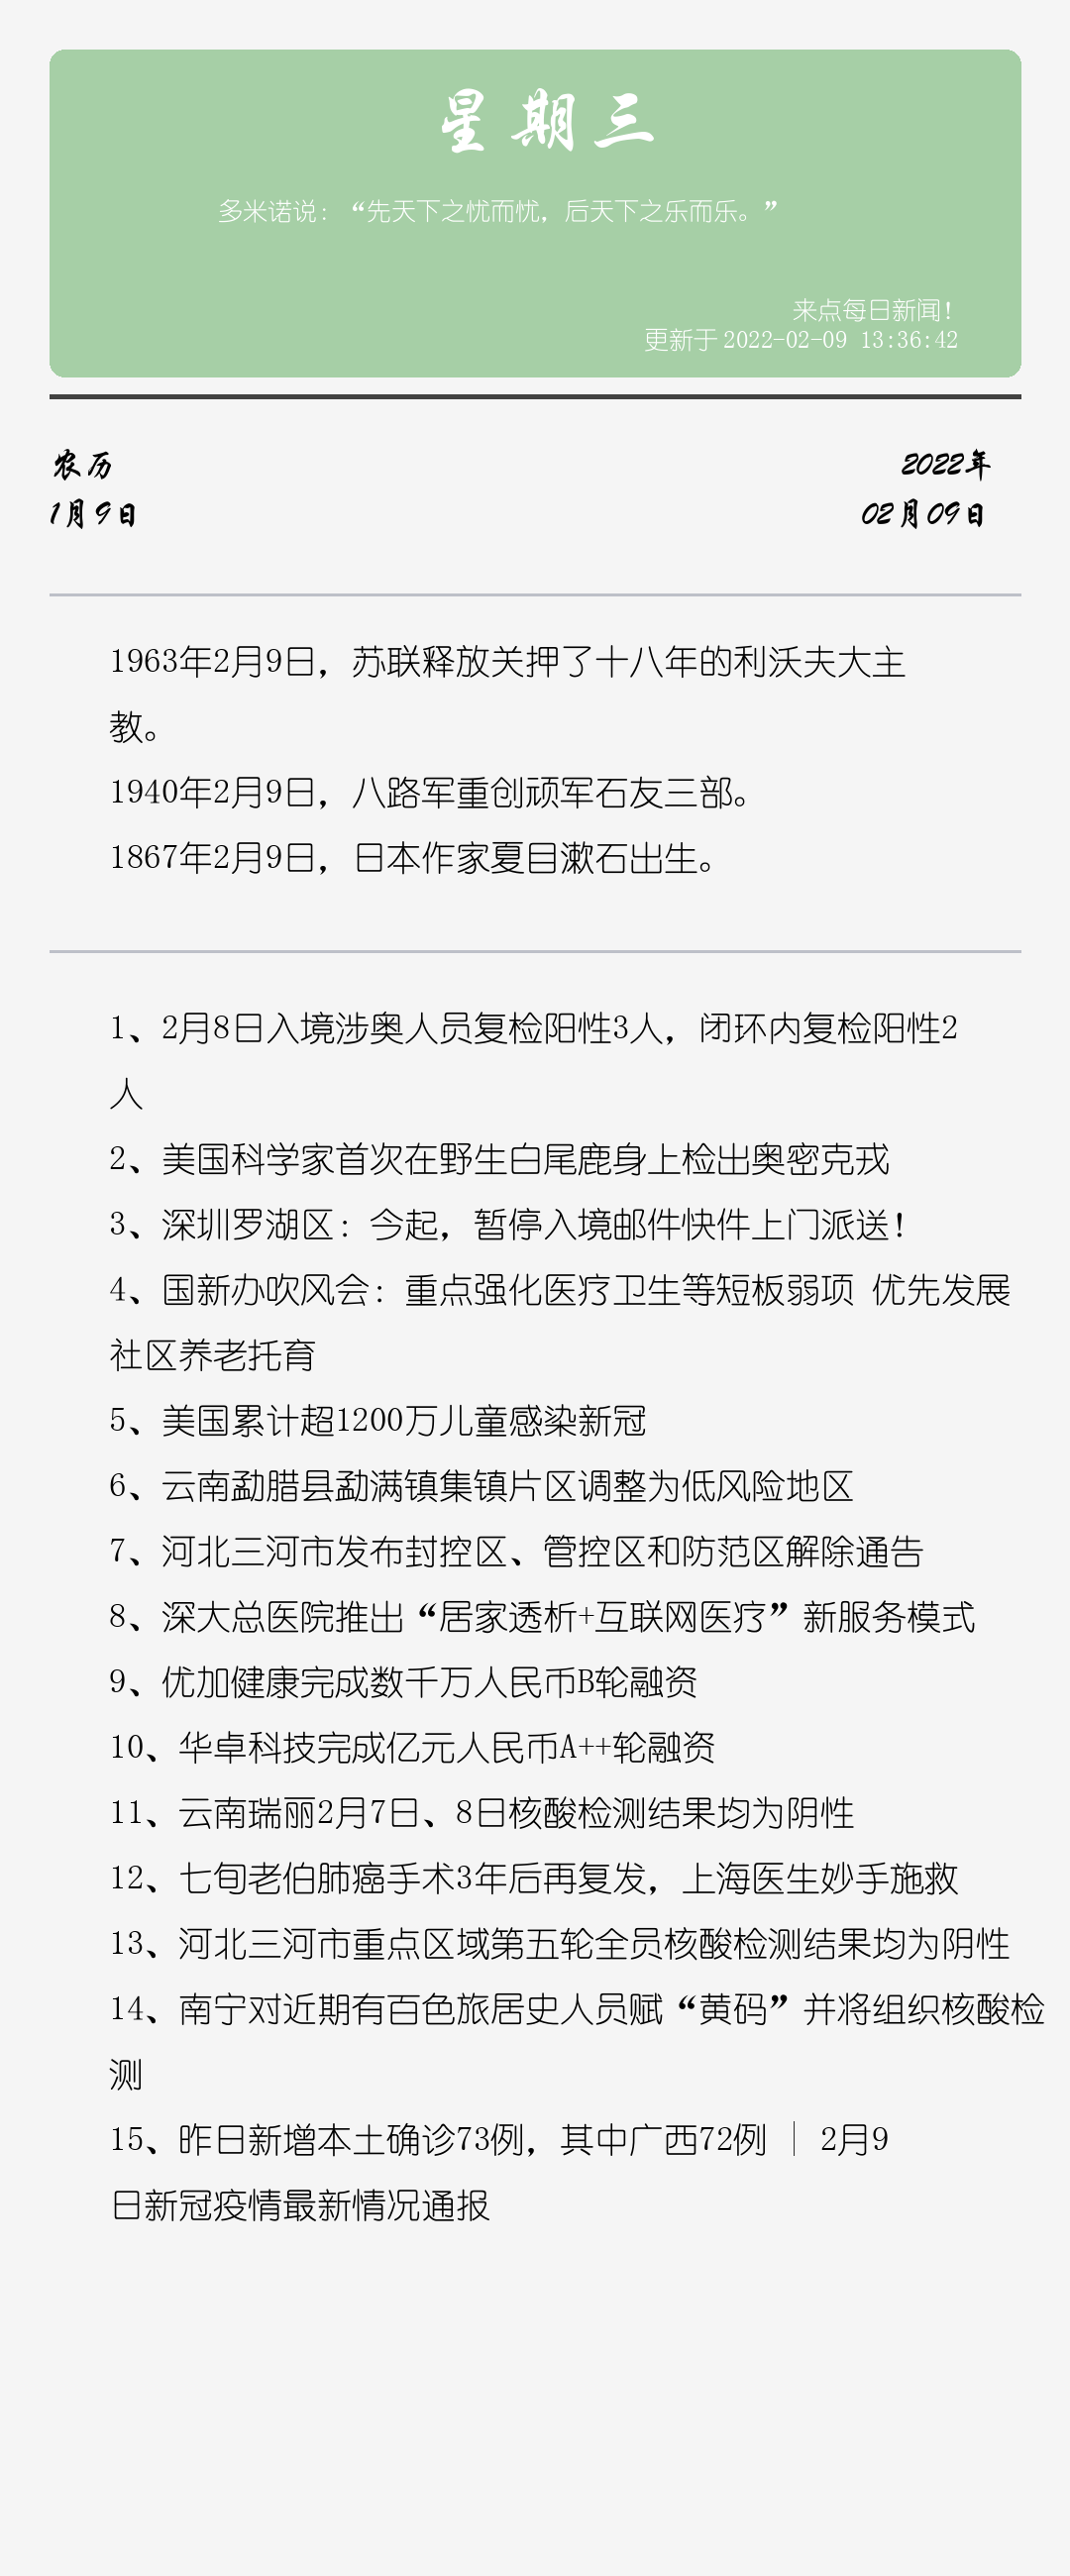 星期三
多米诺说：“先天下之忧而忧，后天下之乐而乐。”
来点每日新闻！
更新于2022-02-09 13:36:42
农历
2022年
1月9日
02月09日
1963年2月9日，苏联释放关押了十八年的利沃夫大主
教。
1940年2月9日，八路军重创顽军石友三部。
1867年2月9日，日本作家夏目漱石出生。
1、2月8日入境涉奥人员复检阳性3人，闭环内复检阳性2
人
2、美国科学家首次在野生白尾鹿身上检出奥密克戎
3、深圳罗湖区：今起，暂停入境邮件快件上门派送！
4、国新办吹风会：重点强化医疗卫生等短板弱项 优先发展
社区养老托育
5、美国累计超1200万儿童感染新冠
6、云南勐腊县勐满镇集镇片区调整为低风险地区
7、河北三河市发布封控区、管控区和防范区解除通告
8、深大总医院推出“居家透析+互联网医疗”新服务模式
9、优加健康完成数千万人民币B轮融资
10、华卓科技完成亿元人民币A++轮融资
11、云南瑞丽2月7日、8日核酸检测结果均为阴性
12、七旬老伯肺癌手术3年后再复发，上海医生妙手施救
13、河北三河市重点区域第五轮全员核酸检测结果均为阴性
14、南宁对近期有百色旅居史人员赋“黄码”并将组织核酸检
测
15、昨日新增本土确诊73例，其中广西72例 | 2月9
日新冠疫情最新情况通报